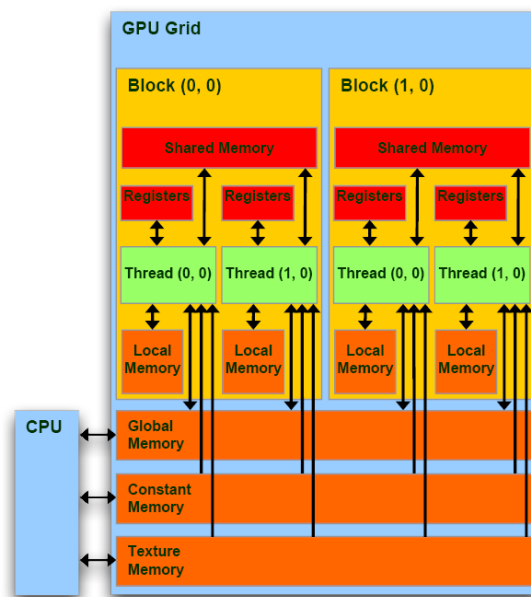 GPU Grid
Block (0, 0)
Block (1, 0)
Shared Memory
Shared Memory
Registers
Registers
Registers
Registers
Thread (0, 0)
Thread (1, 0)
Thread (0, 0)
Thread (1, 0)
Local
Memory
Local
Memory
Local
Memory
Local
Memory
CPU
Global
Memory
Constant
Memory
Texture
Memory